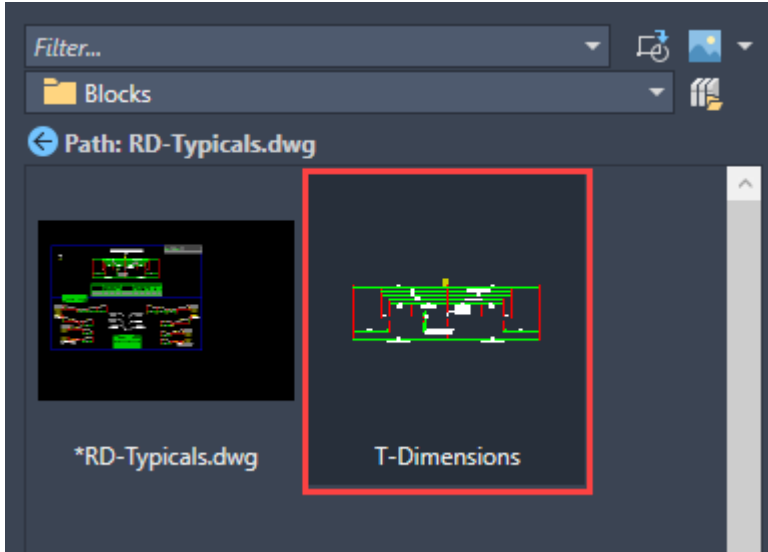 Filter...
Blocks
Path: RD-Typicals.dwg
*RD-Typicals.dwg
T-Dimensions